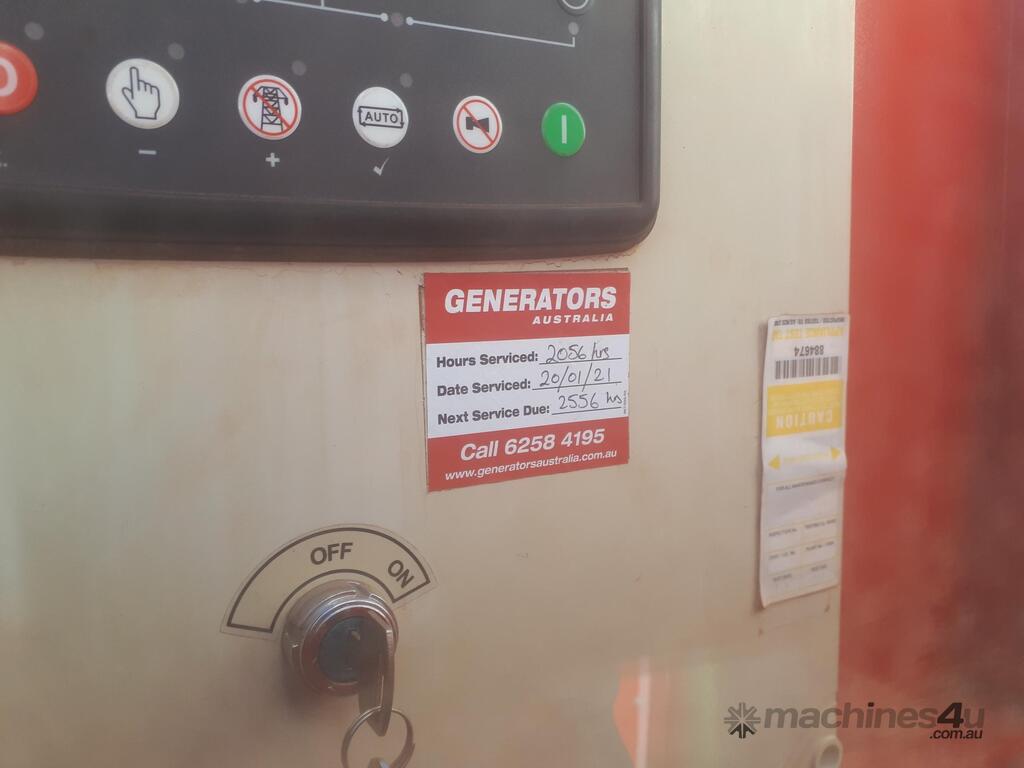 AUTO
GENERATORS
AUSTRALIA
Hours Serviced: 2056 hrs
Date Serviced: 20/01/21
Next Service Due: 2556 hrs
Call 6258 4195
www.generatorsaustralia.com.au
OFF
ON
884674
CAUTION
machines4u
.com.au